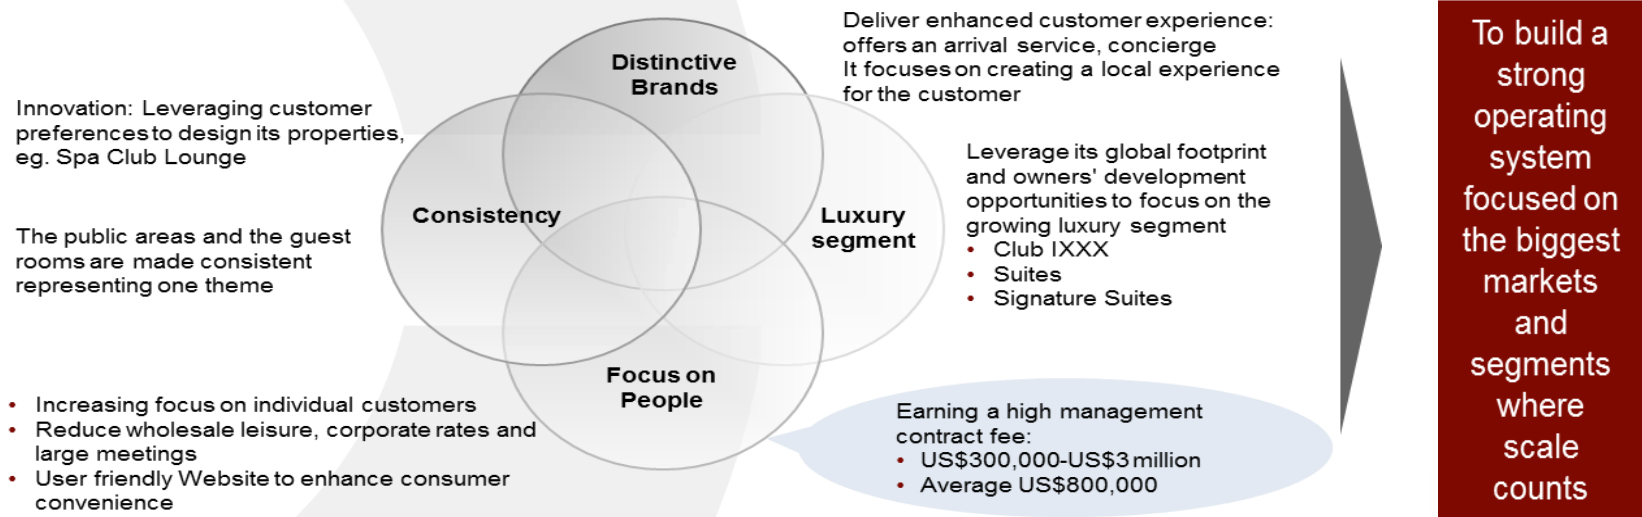 Deliver enhanced customer experience:
offers an arrival service, concierge
It focuses on creating a local experience
for the customer
Distinctive
Brands
Innovation: Leveraging customer
preferences to design its properties,
eg. Spa Club Lounge
Leverage its global footprint
and owners' development
opportunities to focus on the
growing luxury segment
• Club IXXX
• Suites
• Signature Suites
Consistency
Luxury
segment
The public areas and the guest
rooms are made consistent
representing one theme
Focus on
People
• Increasing focus on individual customers
• Reduce wholesale leisure, corporate rates and
large meetings
• User friendly Website to enhance consumer
convenience
Earning a high management
contract fee:
• US$300,000-US$3 million
• Average US$800,000
To build a
strong
operating
system
focused on
the biggest
markets
and
segments
where
scale
counts